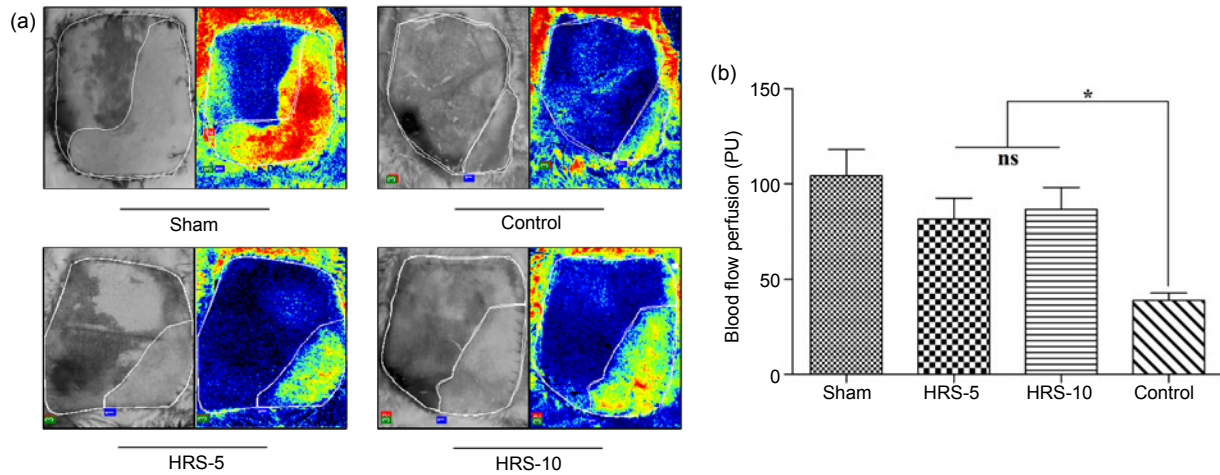 (a)
Sham
Control
HRS-5
HRS-10
(b)
Blood flow perfusion (PU)
150
100
50
0
*
ns
Sham
HRS-5
HRS-10
Control